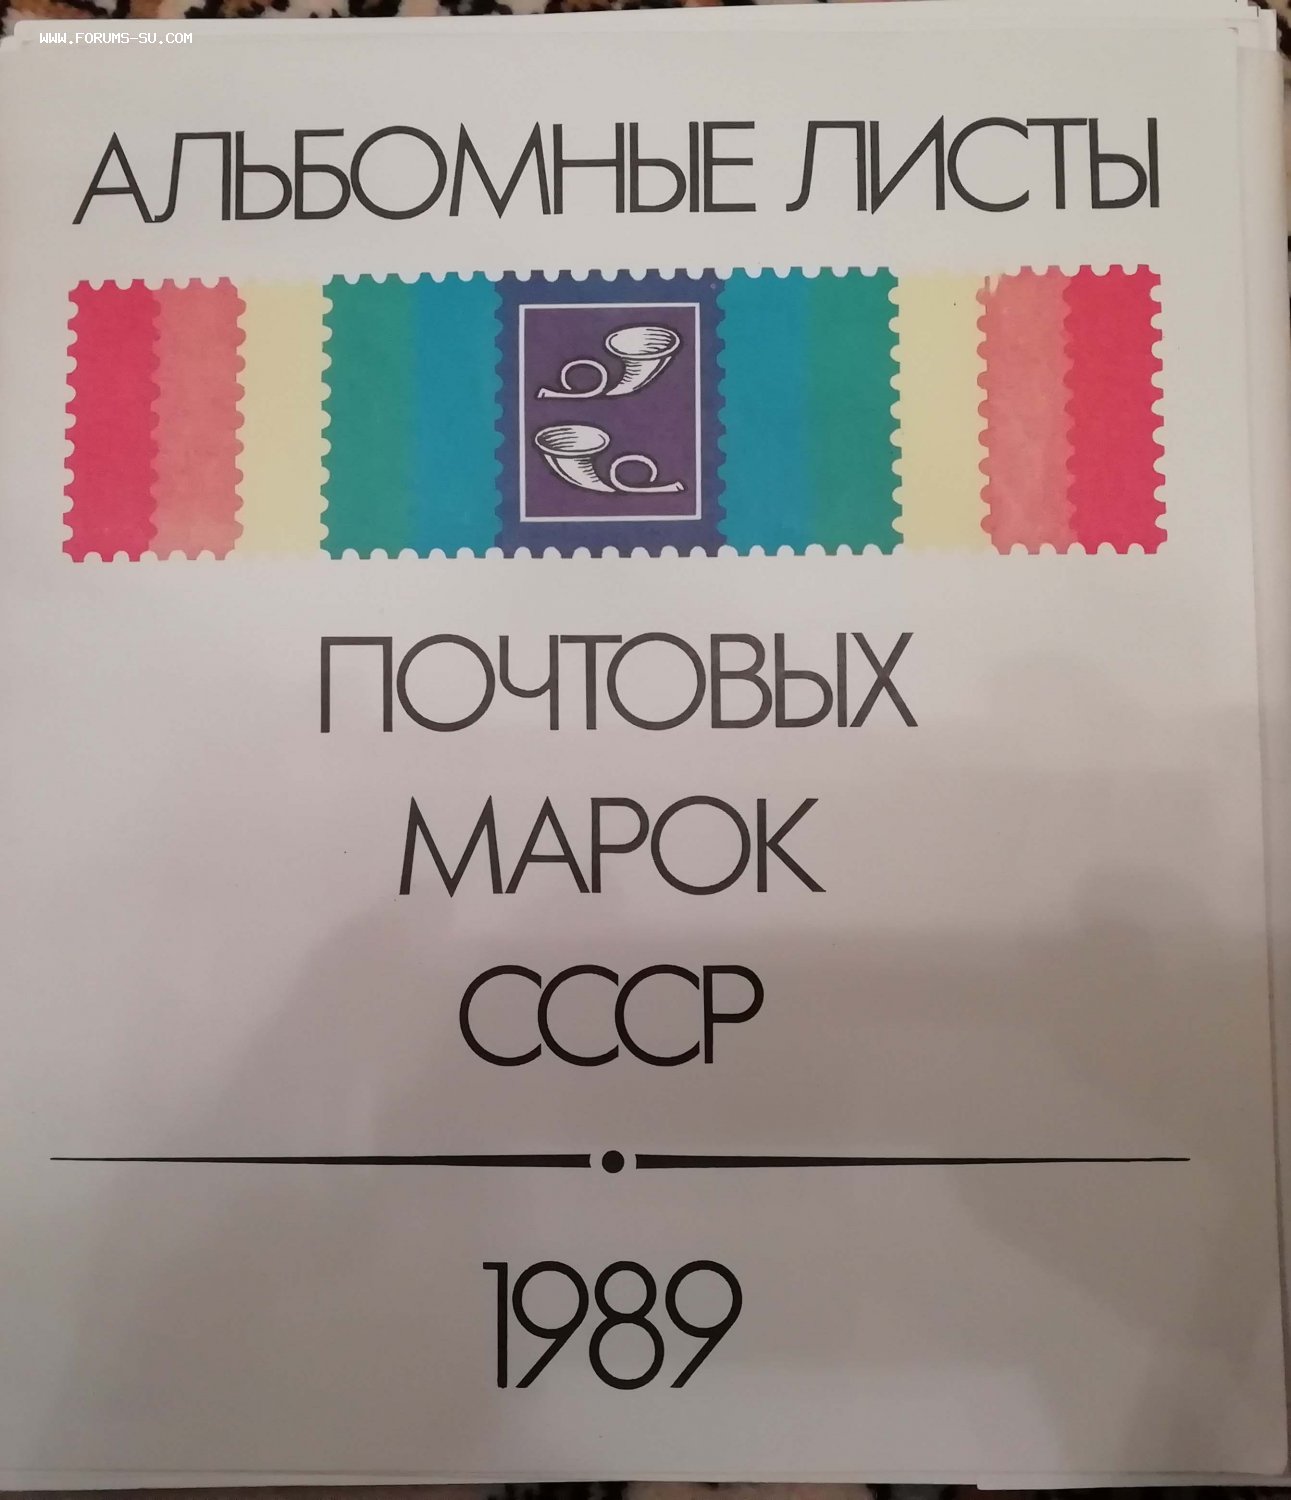 WWW.FORUMS-SU.COM
АЛЬБОМНЫЕ ЛИСТЫ
ПОЧТОВЫХ
МАРОК
СССР
1989